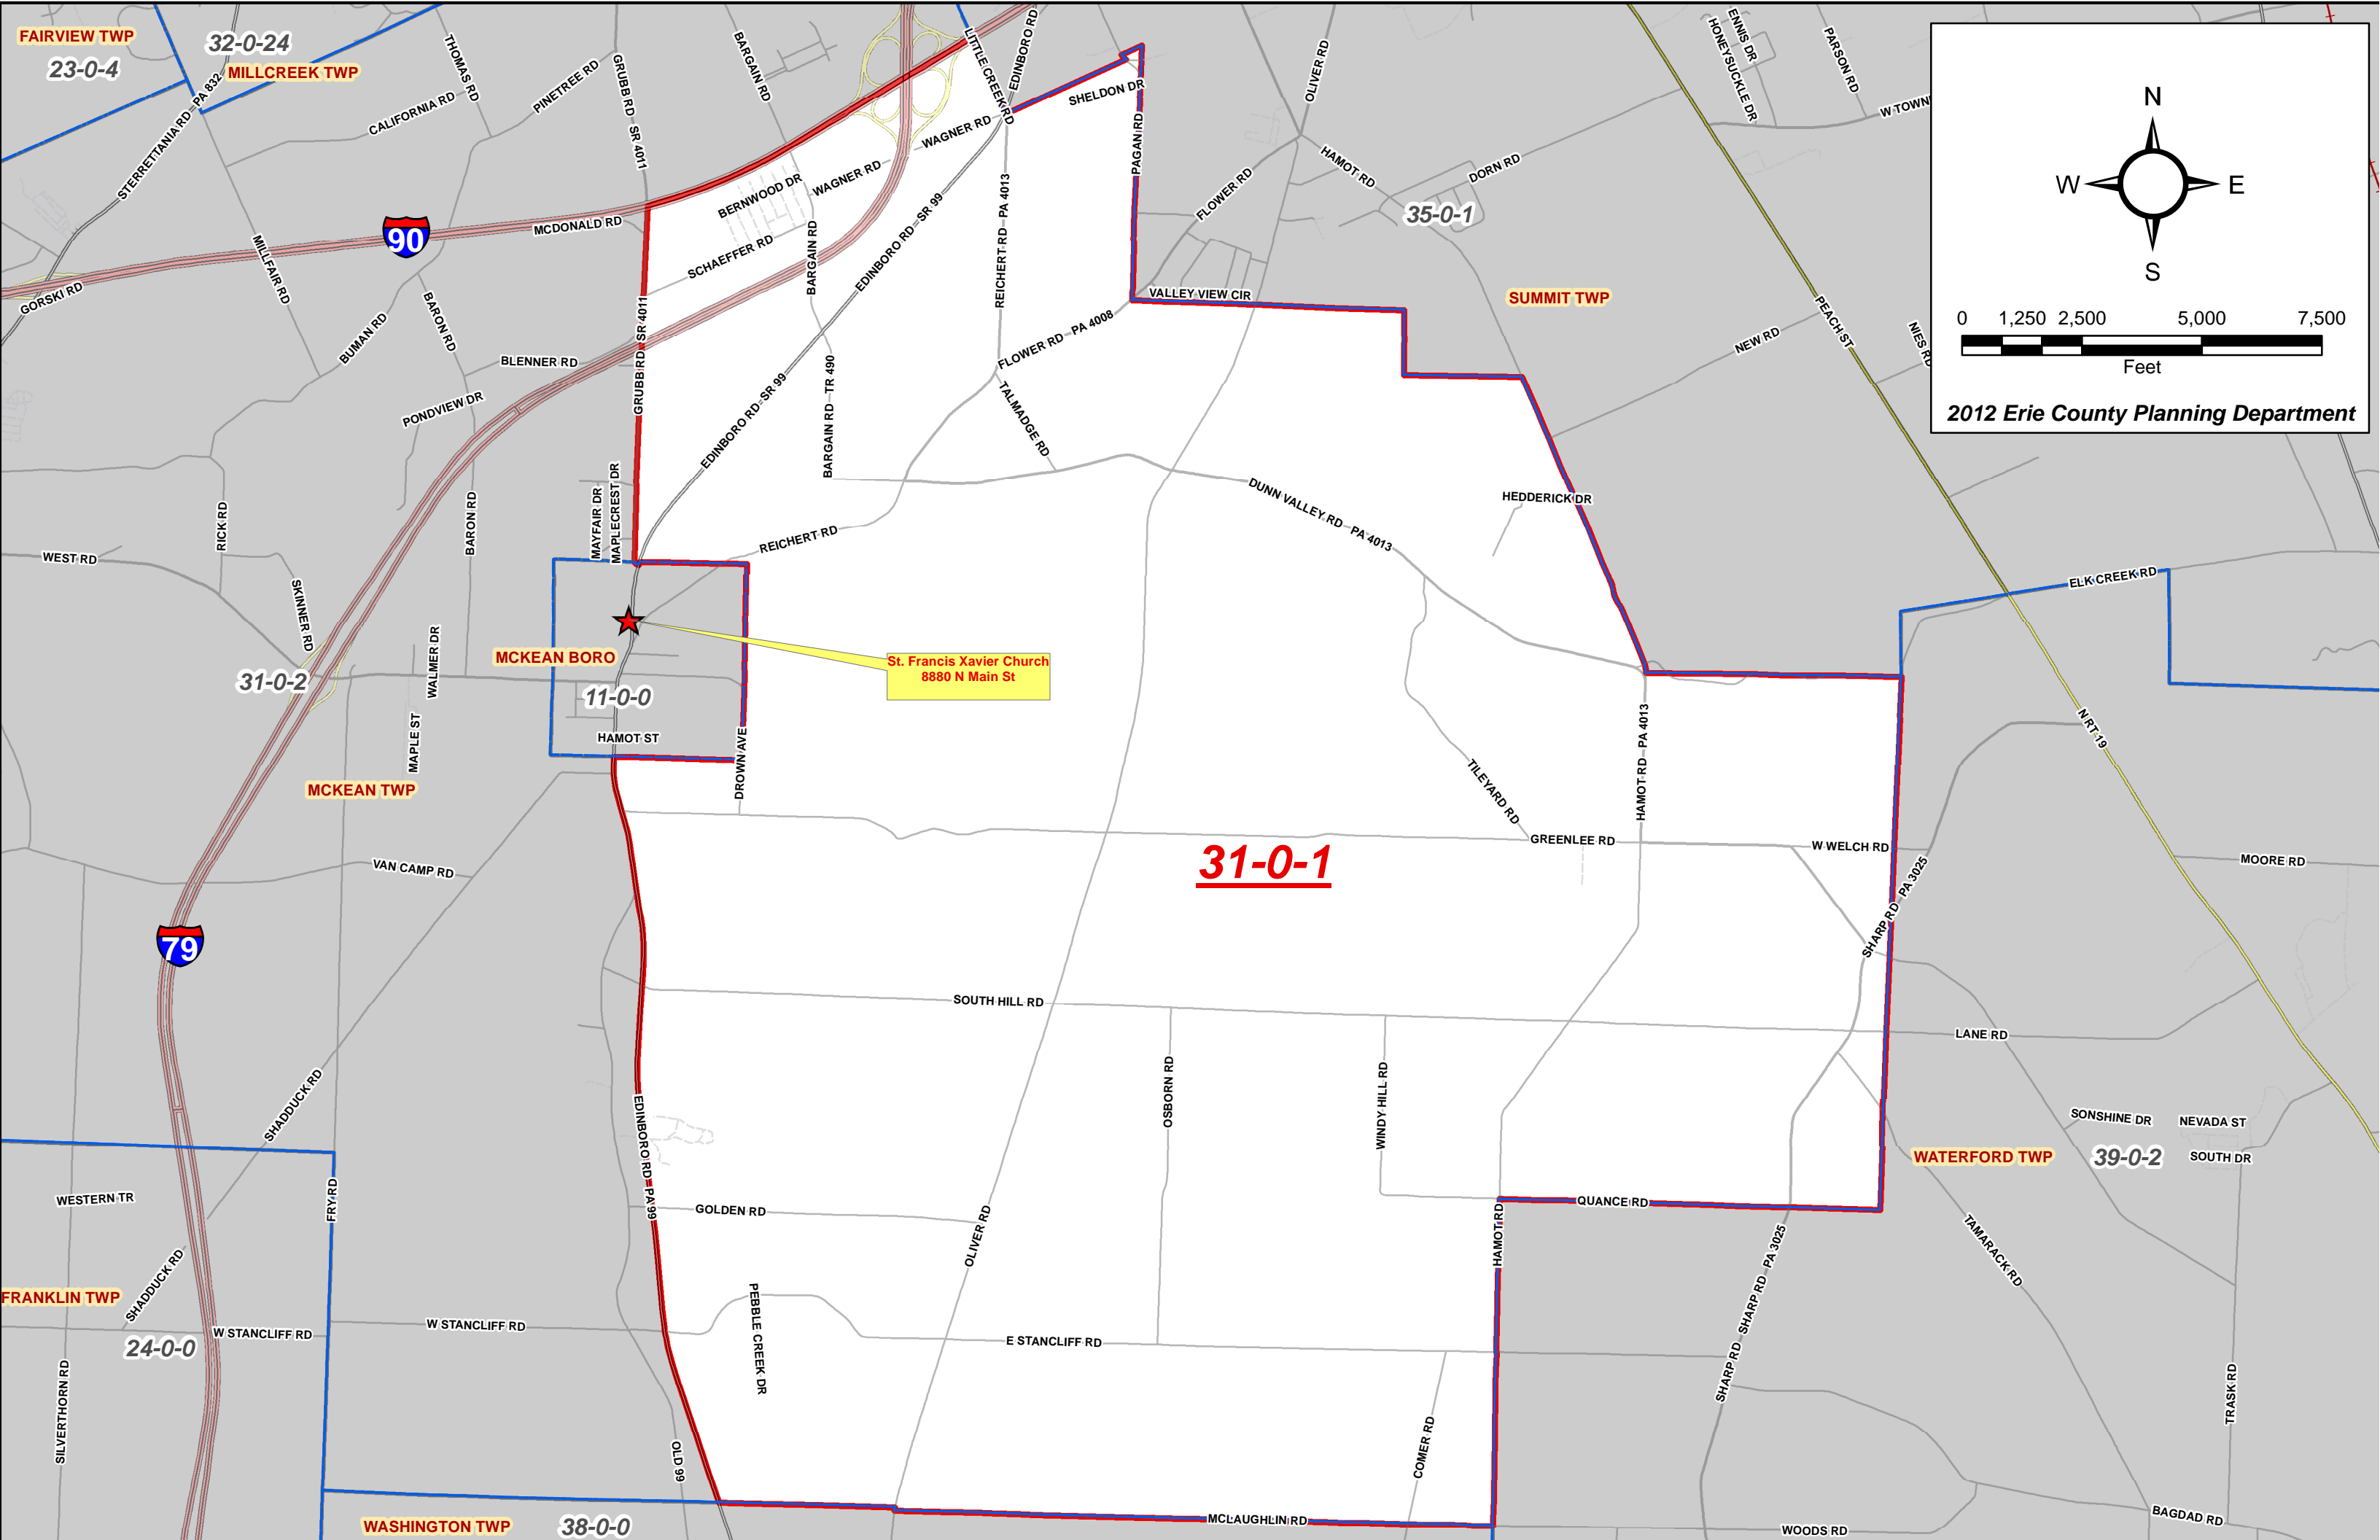 FAIRVIEW TWP
23-0-4
32-0-24
MILLCREEK TWP
STERRETTANIA RD PA 832
THOMAS RD
CALIFORNIA RD
PINETREE RD
GRUBB RD SR 4011
BARGAIN RD
LITTLE CREEK RD
EDINBORO RD
SHELDON DR
PAGAN RD
OLIVER RD
HAMOT RD
DORN RD
FLOWER RD
35-0-1
SUMMIT TWP
ENNIS DR
HONEYSUCKLE DR
PARSON RD
PEACH ST
NEW RD
N
W
E
S
0 1,250 2,500 5,000 7,500
Feet
2012 Erie County Planning Department
GORSKI RD
MILLFAIR RD
90
MCDONALD RD
BERNWOOD DR
WAGNER RD
WAGNER RD
SCHAEFFER RD
BARGAIN RD
EDINBORO RD SR 99
REICHERT RD PA 4013
VALLEY VIEW CIR
FLOWER RD PA 4008
BUMAN RD
BARON RD
BLENNER RD
PONDVIEW DR
GRUBB RD SR 4011
EDINBORO RD SR 99
BARGAIN RD TR 490
TALMADGE RD
REICHERT RD
DUNN VALLEY RD PA 4013
HEDDERICK DR
WEST RD
RICK RD
BARON RD
MAYFAIR DR
MAPLECREST DR
SKINNER RD
WALMER DR
31-0-2
MCKEAN BORO
11-0-0
HAMOT ST
DROWN AVE
St. Francis Xavier Church
8880 N Main St
MAPLE ST
MCKEAN TWP
ELK CREEK RD
N RT 19
HAMOT RD PA 4013
TILEYARD RD
GREENLEE RD
W WELCH RD
SHARP RD PA 3025
MOORE RD
31-0-1
VAN CAMP RD
79
SOUTH HILL RD
LANE RD
SHADDUCK RD
EDINBORO RD PA 99
OSBORN RD
WINDY HILL RD
SONSHINE DR
NEVADA ST
SOUTH DR
WATERFORD TWP
39-0-2
WESTERN TR
FRY RD
GOLDEN RD
OLIVER RD
QUANCE RD
HAMOT RD
TAMARACK RD
SHARP RD PA 3025
SHARP RD
FRANKLIN TWP
SHADDUCK RD
W STANCLIFF RD
24-0-0
W STANCLIFF RD
PEBBLE CREEK DR
E STANCLIFF RD
SILVERTHORN RD
OLD 99
COMER RD
TRASK RD
WASHINGTON TWP
38-0-0
MCLAUGHLIN RD
WOODS RD
BAGDAD RD